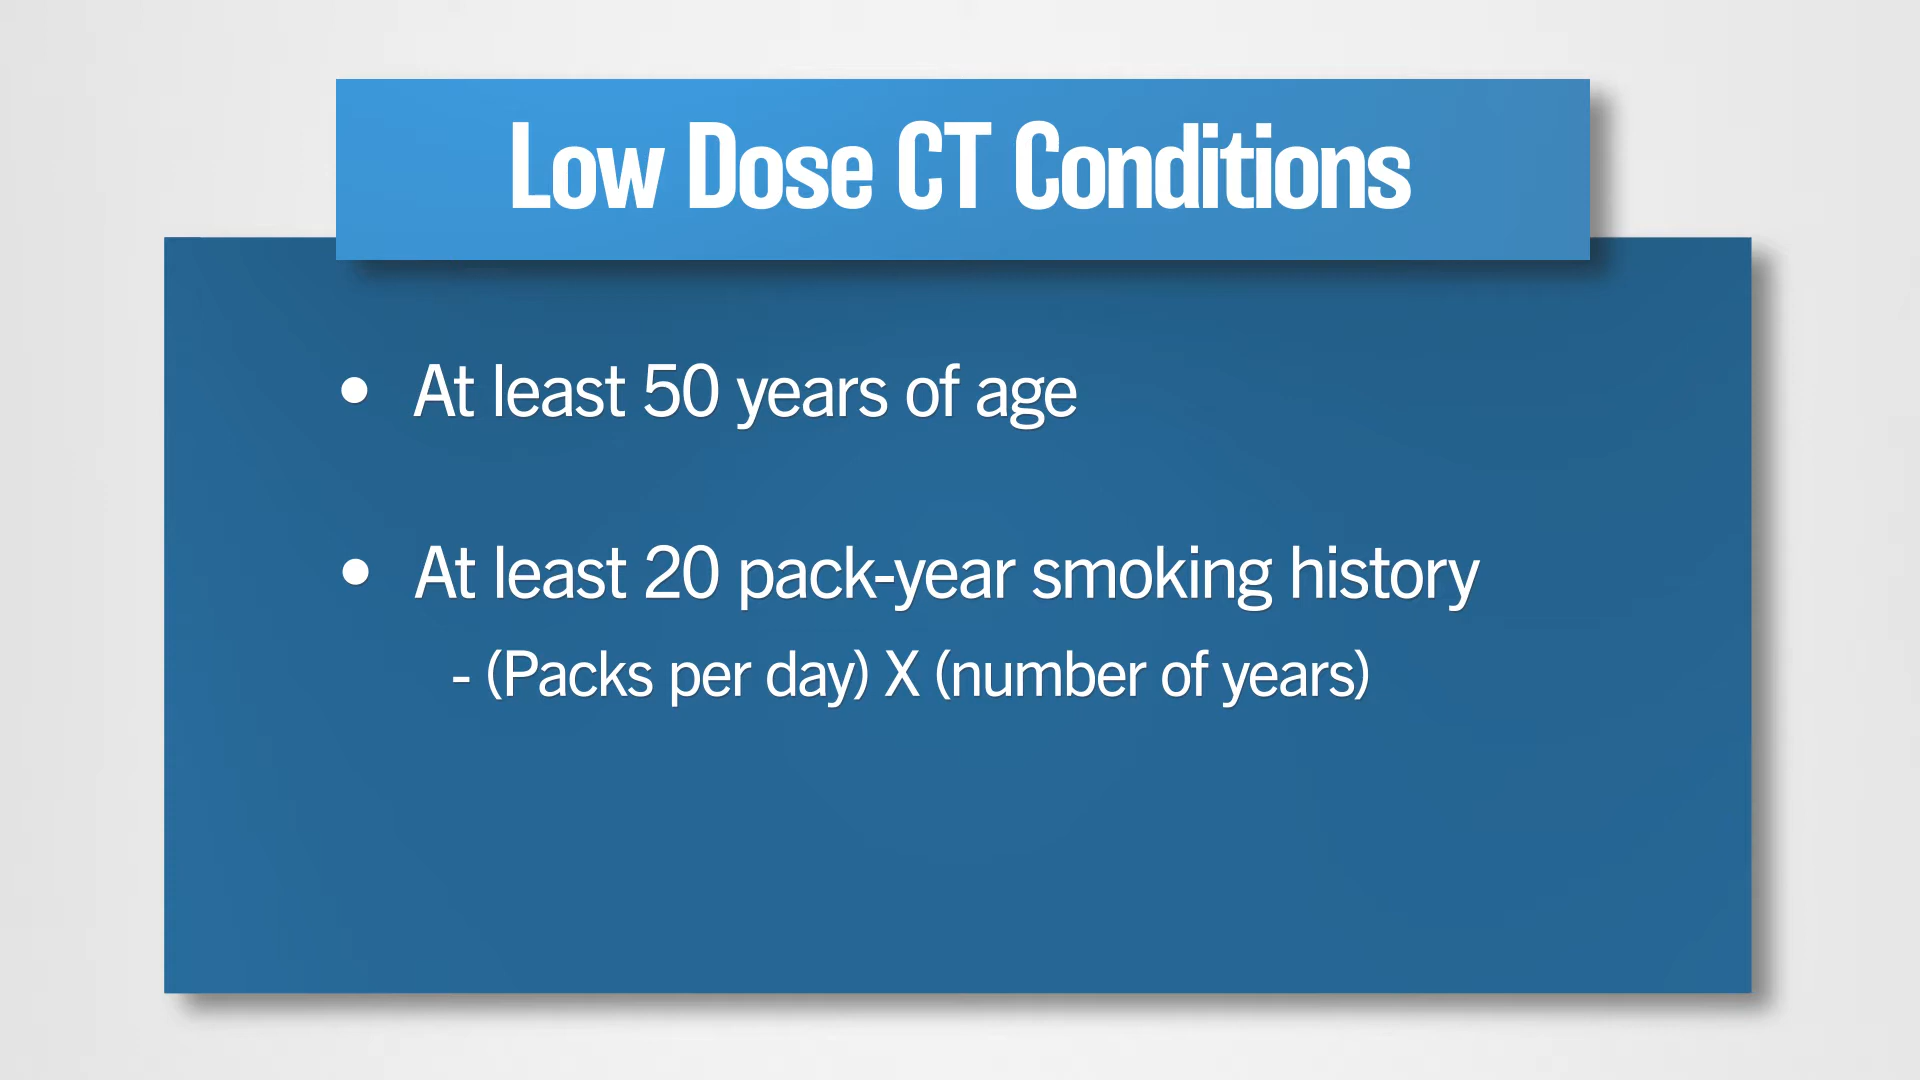 Low Dose CT Conditions
• At least 50 years of age
• At least 20 pack-year smoking history
- (Packs per day) X (number of years)